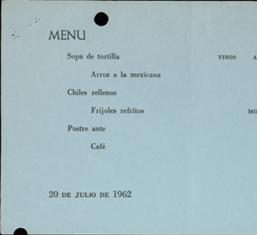 MENU
Sopa de tortilla
Arroz a la mexicana
Chiles rellenos
Frijoles refritos
Postre ante
Café
20 DE JULIO DE 1962
VINOS